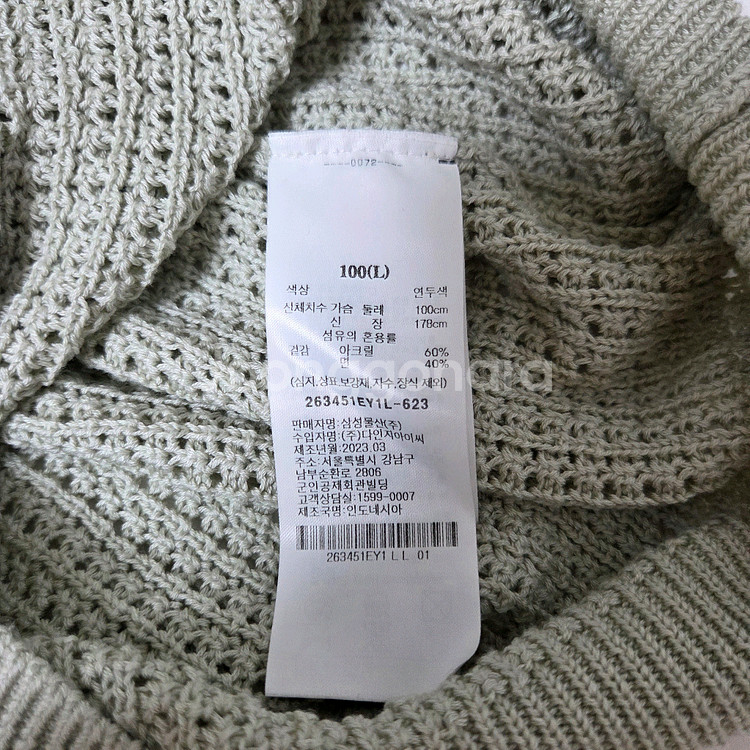 ----0072----
100(L)
색상 연두색
신체치수 가슴 둘레 100cm
신 장 178cm
섬유의 혼용률
겉감 아크릴 60%
면 40%
(심지,상표,보강재,자수,장식 제외)
263451EY1L-623
판매자명:삼성물산(주)
수입자명:(주)다인지아이씨
제조년월:2023.03
주소:서울특별시 강남구
남부순환로 2806
군인공제회관빌딩
고객상담실:1599-0007
제조국명:인도네시아
263451EY1 L L 01